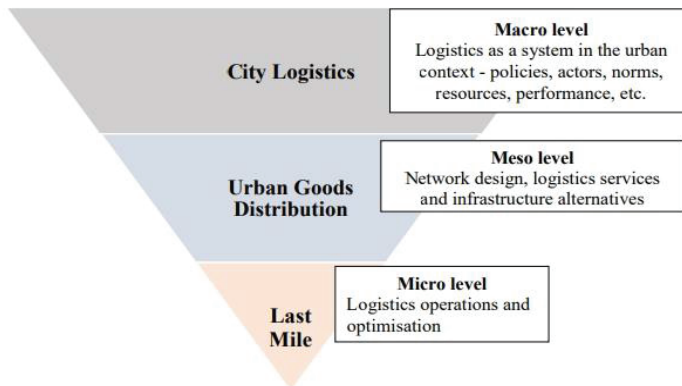 City Logistics
Macro level
Logistics as a system in the urban
context - policies, actors, norms,
resources, performance, etc.
Urban Goods
Distribution
Meso level
Network design, logistics services
and infrastructure alternatives
Last
Mile
Micro level
Logistics operations and
optimisation